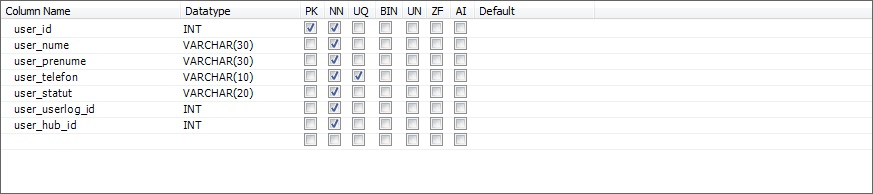 Column Name Datatype PK NN UQ BIN UN ZF AI Default
user_id INT
user_nume VARCHAR(30)
user_prenume VARCHAR(30)
user_telefon VARCHAR(10)
user_statut VARCHAR(20)
user_userlog_id INT
user_hub_id INT